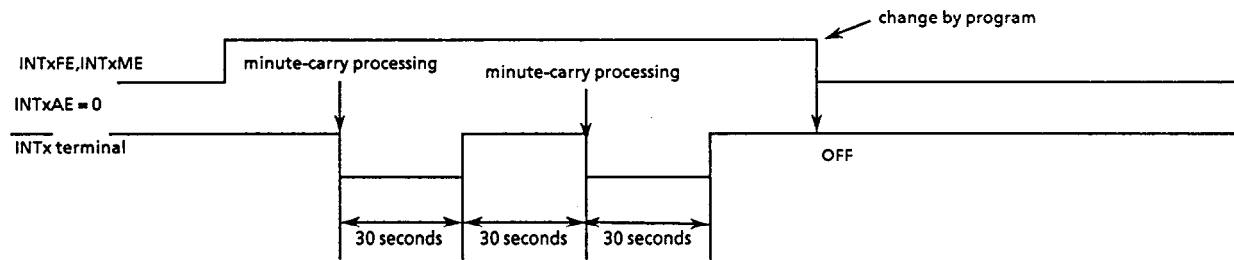 change by program
INTxFE,INTxME
minute-carry processing
minute-carry processing
INTxAE = 0
INTx terminal
OFF
30 seconds
30 seconds
30 seconds